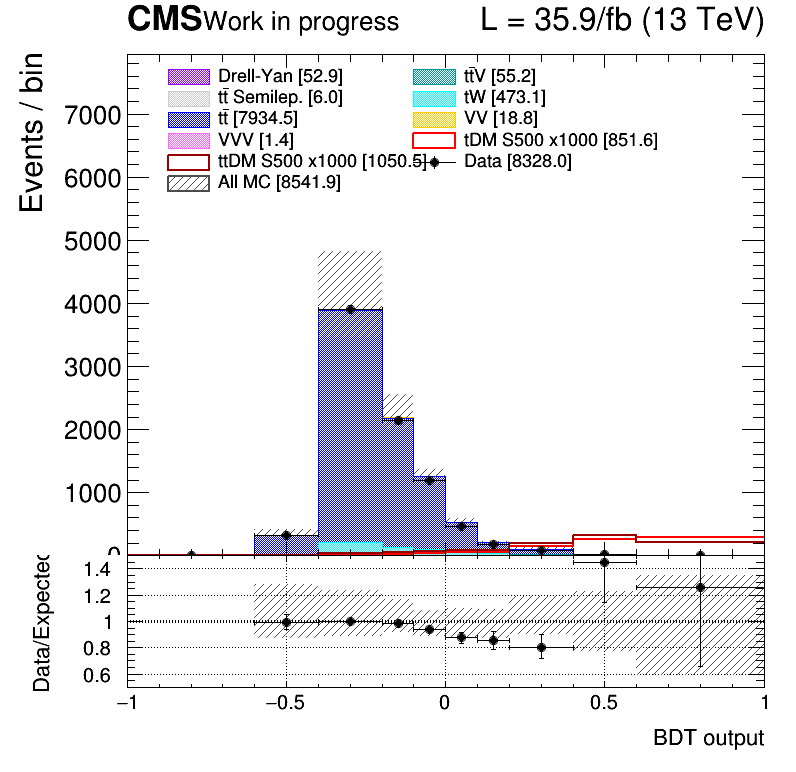 CMS Work in progress L = 35.9/fb (13 TeV)
Events / bin
Drell-Yan [52.9] tt̄V [55.2]
tt̄ Semilep. [6.0] tW [473.1]
tt̄ [7934.5] VV [18.8]
VVV [1.4] tDM S500 x1000 [851.6]
ttDM S500 x1000 [1050.5] Data [8328.0]
All MC [8541.9]
7000
6000
5000
4000
3000
2000
1000
0
Data/Expected
1.4
1.2
1
0.8
0.6
−1 −0.5 0 0.5 1
BDT output